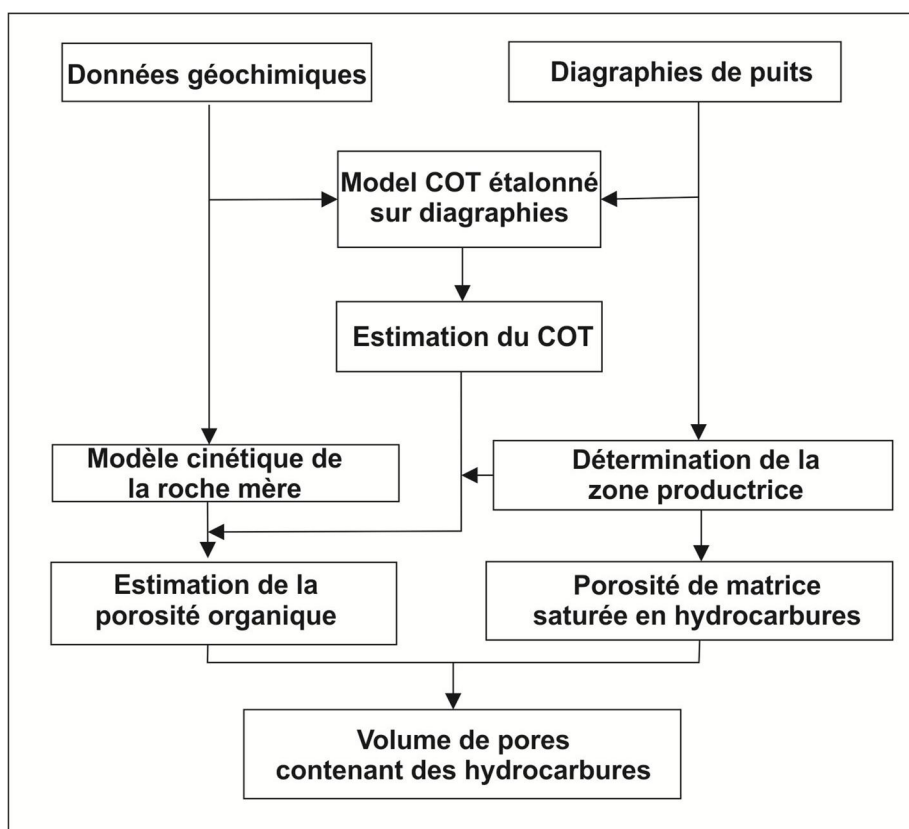 Données géochimiques
Diagraphies de puits
Model COT étalonné
sur diagraphies
Estimation du COT
Modèle cinétique de
la roche mère
Détermination de la
zone productrice
Estimation de la
porosité organique
Porosité de matrice
saturée en hydrocarbures
Volume de pores
contenant des hydrocarbures